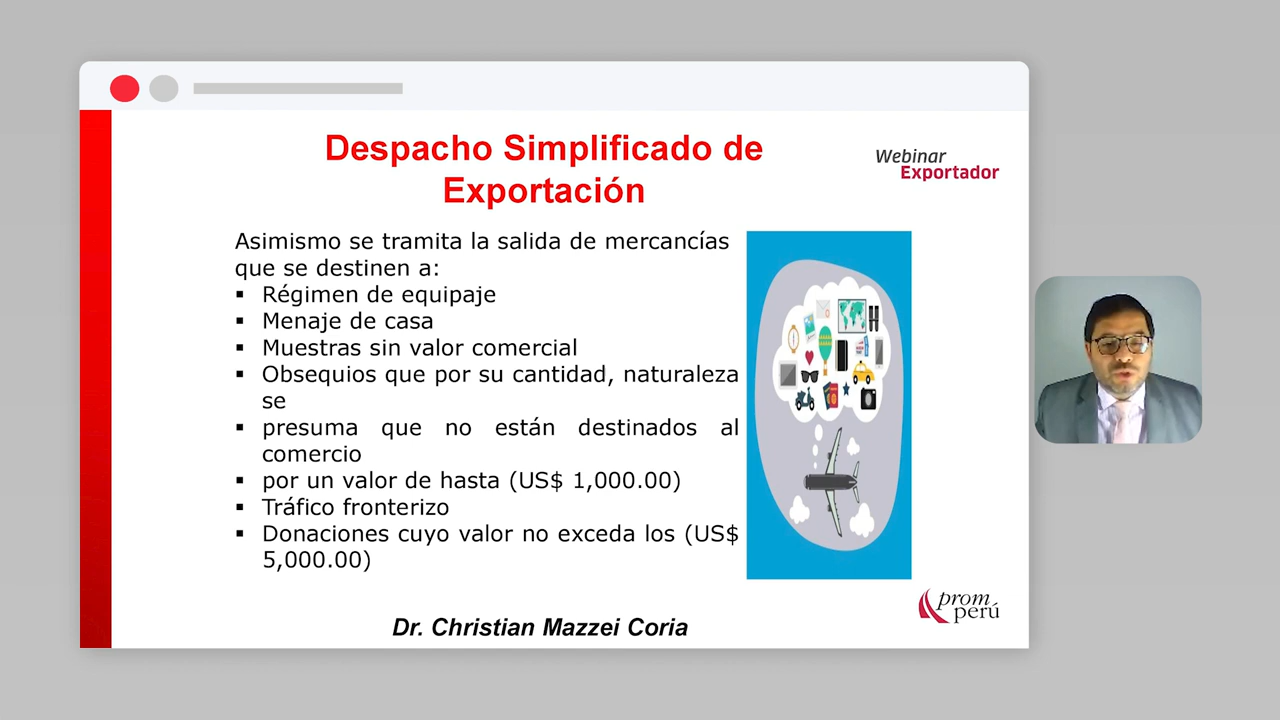 Despacho Simplificado de
Exportación
Webinar
Exportador
Asimismo se tramita la salida de mercancías
que se destinen a:
▪ Régimen de equipaje
▪ Menaje de casa
▪ Muestras sin valor comercial
▪ Obsequios que por su cantidad, naturaleza
se
▪ presuma que no están destinados al
comercio
▪ por un valor de hasta (US$ 1,000.00)
▪ Tráfico fronterizo
▪ Donaciones cuyo valor no exceda los (US$
5,000.00)
prom
perú
Dr. Christian Mazzei Coria